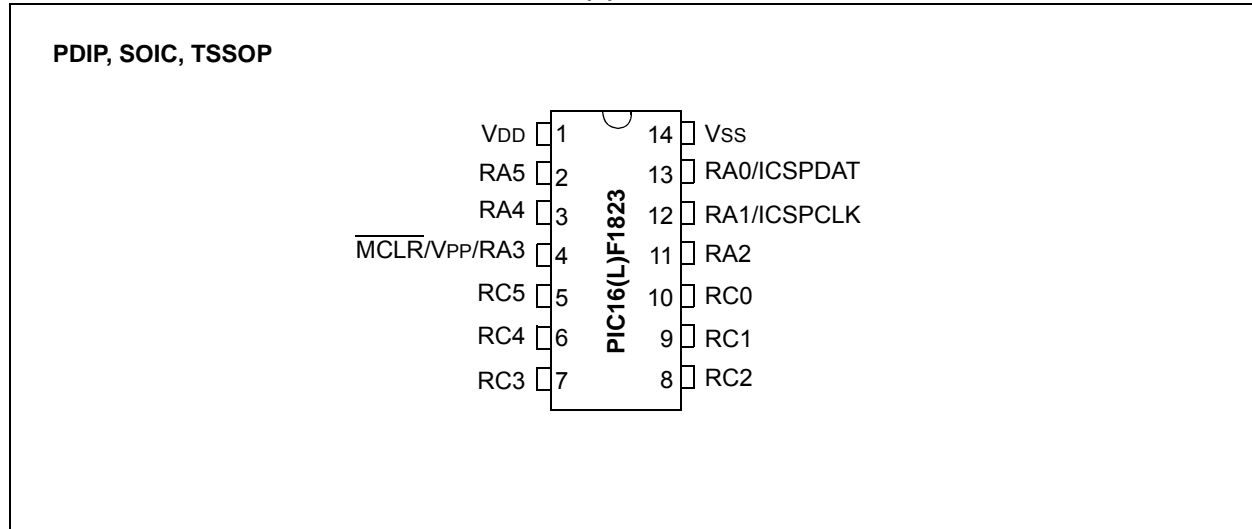 PDIP, SOIC, TSSOP
VDD 1 14 VSS
RA5 2 13 RA0/ICSPDAT
RA4 3 12 RA1/ICSPCLK
MCLR/VPP/RA3 4 11 RA2
RC5 5 10 RC0
RC4 6 9 RC1
RC3 7 8 RC2
PIC16(L)F1823